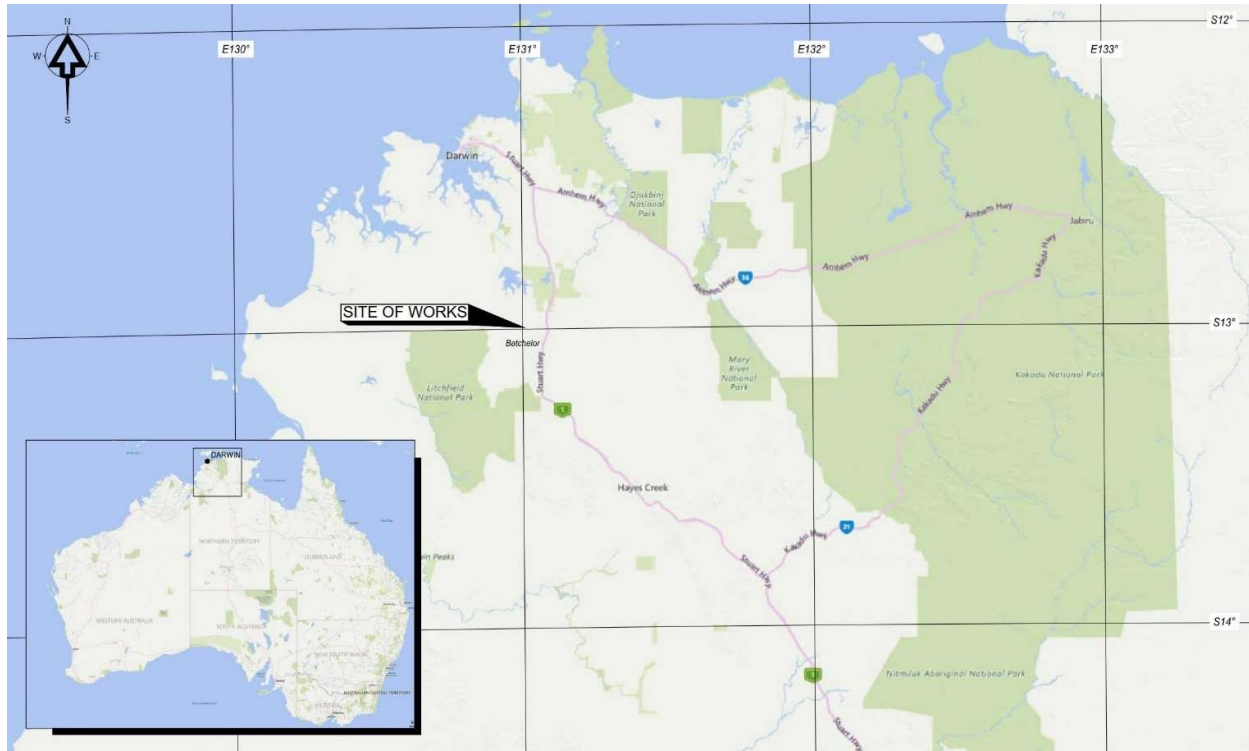 N
W E
S
E130° E131° E132° E133°
S12°
Darwin
Stuart Hwy
Arnhem Hwy
Djukbinj
National
Park
Arnhem Hwy
Jabiru
Kakadu Hwy
Arnhem Hwy
36
Arnhem Hwy
SITE OF WORKS
S13°
Batchelor
Stuart Hwy
Litchfield
National Park
Mary
River
National
Park
Kakadu National Park
Kakadu Hwy
1
Hayes Creek
21
Kakadu Hwy
Peaks
Stuart Hwy
S14°
Nitmiluk Aboriginal National Park
1
Stuart Hwy
DARWIN
NORTHERN TERRITORY
QUEENSLAND
WESTERN AUSTRALIA
SOUTH AUSTRALIA
NEW SOUTH WALES
AUSTRALIAN CAPITAL TERRITORY
VICTORIA